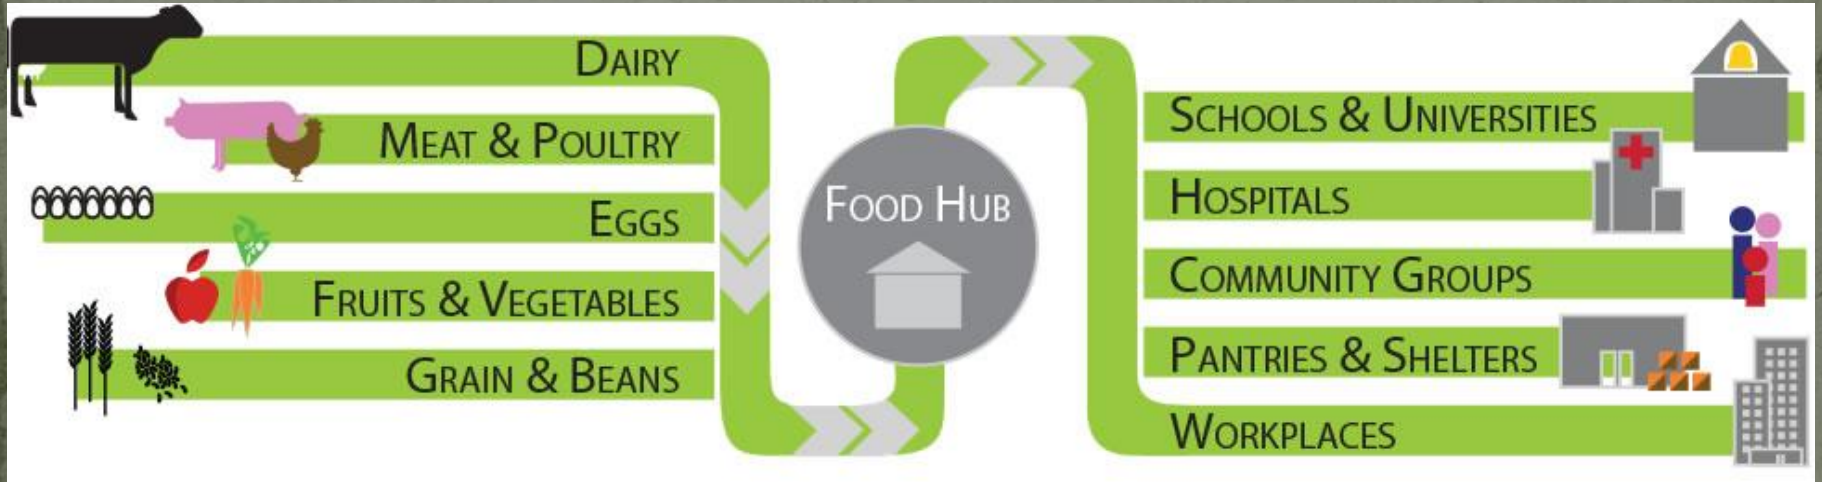 DAIRY
MEAT & POULTRY
EGGS
FRUITS & VEGETABLES
GRAIN & BEANS
FOOD HUB
SCHOOLS & UNIVERSITIES
HOSPITALS
COMMUNITY GROUPS
PANTRIES & SHELTERS
WORKPLACES